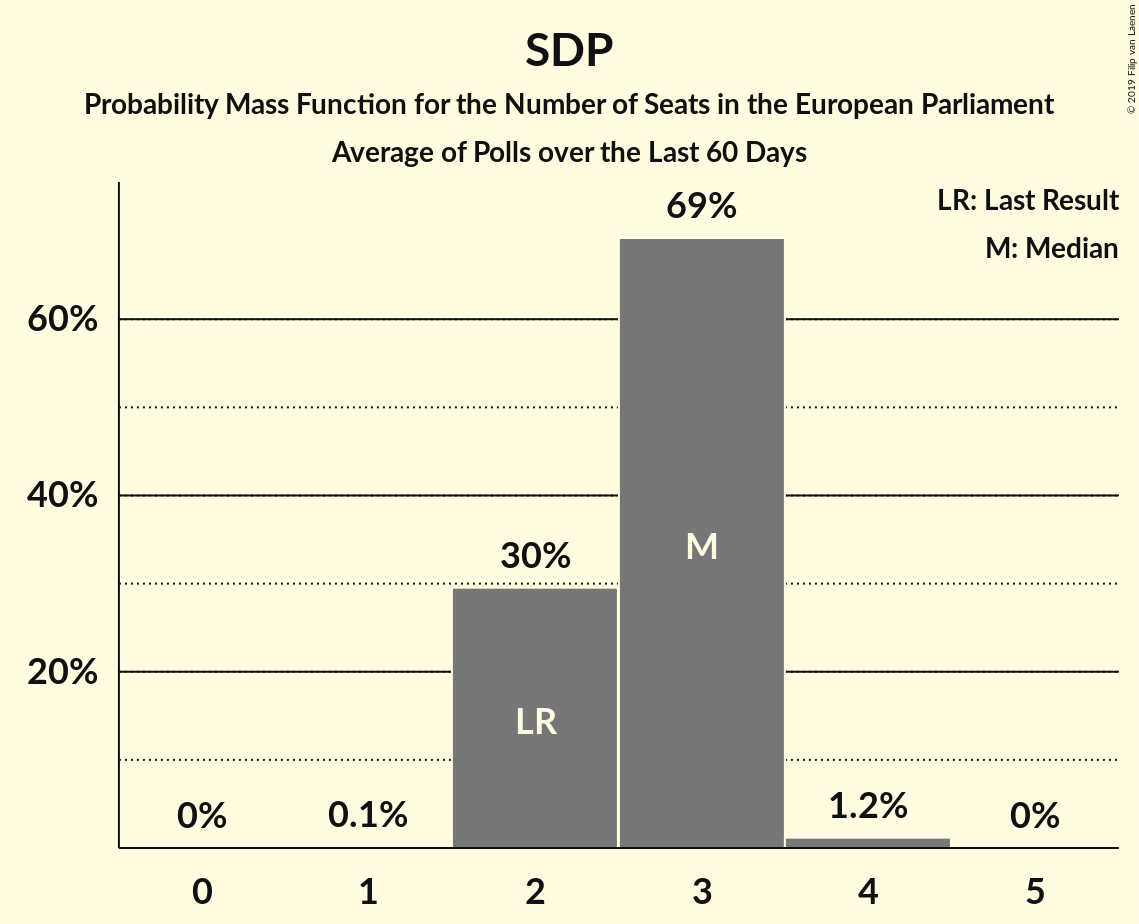 SDP
Probability Mass Function for the Number of Seats in the European Parliament
Average of Polls over the Last 60 Days
© 2019 Filip van Laenen
LR: Last Result
M: Median
69%
60%
40%
30%
20%
M
LR
0%
0.1%
1.2%
0%
0
1
2
3
4
5